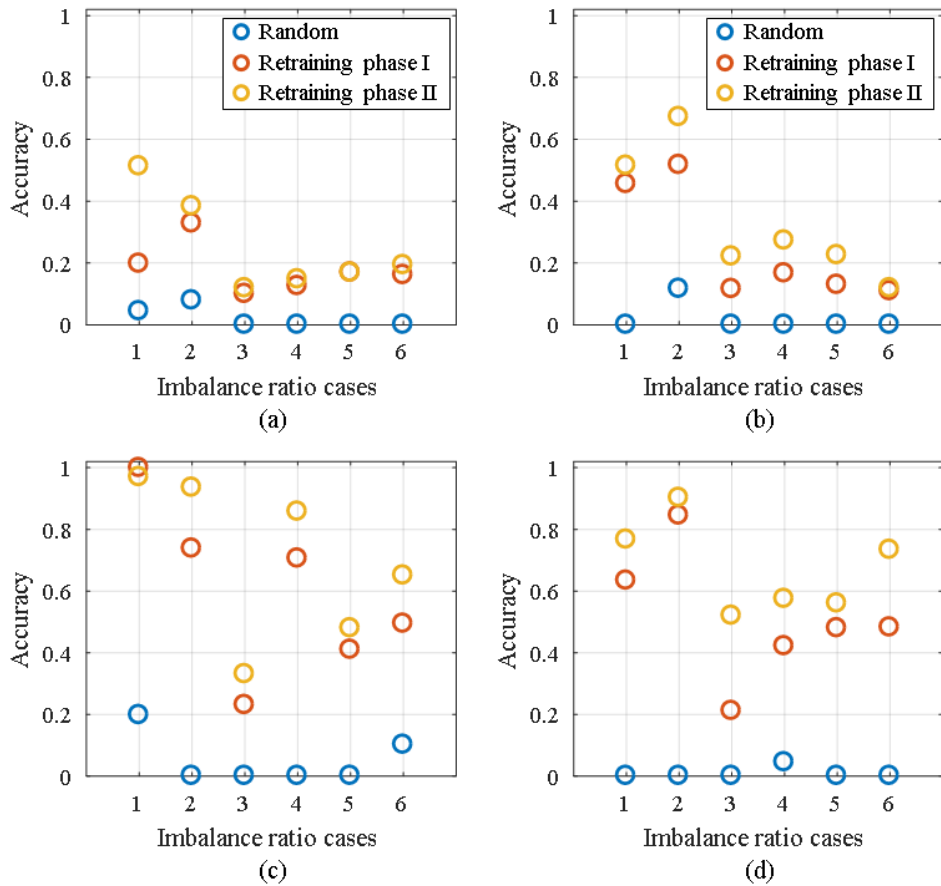 1
0.8
0.6
0.4
0.2
0
Accuracy
Random
Retraining phase I
Retraining phase II
1 2 3 4 5 6
Imbalance ratio cases
(a)
1
0.8
0.6
0.4
0.2
0
Accuracy
Random
Retraining phase I
Retraining phase II
1 2 3 4 5 6
Imbalance ratio cases
(b)
1
0.8
0.6
0.4
0.2
0
Accuracy
1 2 3 4 5 6
Imbalance ratio cases
(c)
1
0.8
0.6
0.4
0.2
0
Accuracy
1 2 3 4 5 6
Imbalance ratio cases
(d)